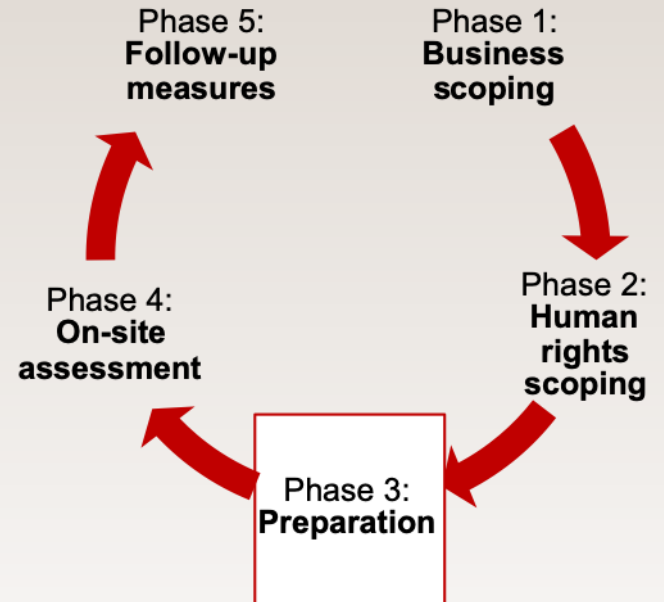 Phase 5:
Follow-up
measures
Phase 1:
Business
scoping
Phase 2:
Human
rights
scoping
Phase 4:
On-site
assessment
Phase 3:
Preparation